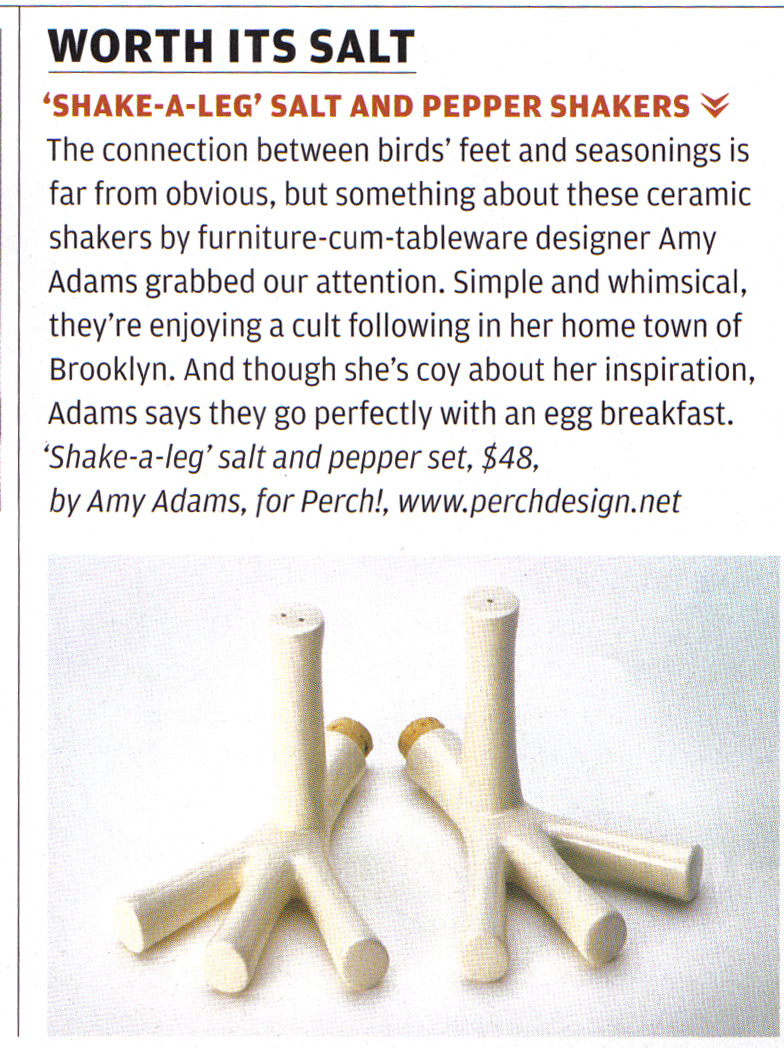 WORTH ITS SALT
‘SHAKE-A-LEG’ SALT AND PEPPER SHAKERS
The connection between birds’ feet and seasonings is
far from obvious, but something about these ceramic
shakers by furniture-cum-tableware designer Amy
Adams grabbed our attention. Simple and whimsical,
they’re enjoying a cult following in her home town of
Brooklyn. And though she’s coy about her inspiration,
Adams says they go perfectly with an egg breakfast.
‘Shake-a-leg’ salt and pepper set, $48,
by Amy Adams, for Perch!, www.perchdesign.net